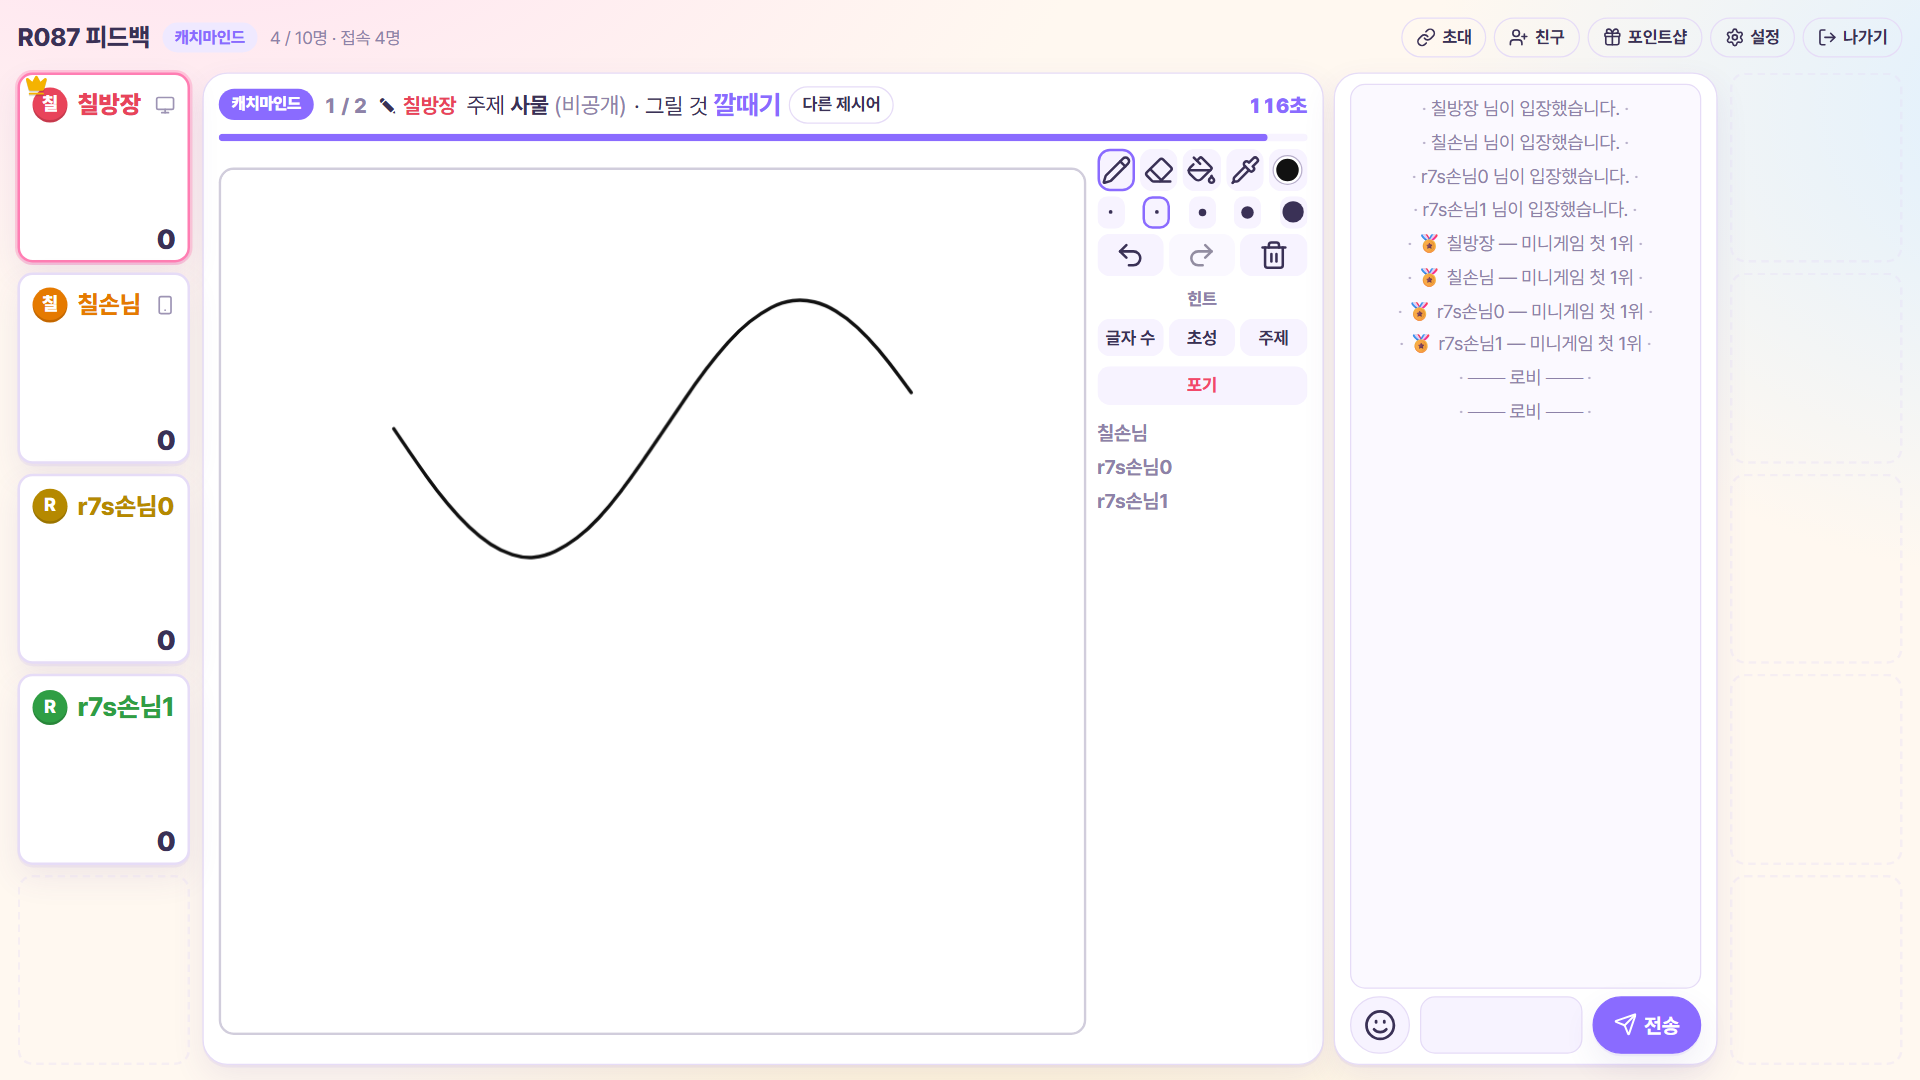 R087 피드백 캐치마인드 4 / 10명 · 접속 4명 초대 친구 포인트샵 설정 나가기
칠 칠방장
0
칠 칠손님
0
R r7s손님0
0
R r7s손님1
0
캐치마인드 1 / 2 칠방장 주제 사물 (비공개) · 그릴 것 깔때기 다른 제시어 116초
힌트
글자 수 초성 주제
포기
칠손님
r7s손님0
r7s손님1
· 칠방장 님이 입장했습니다. ·
· 칠손님 님이 입장했습니다. ·
· r7s손님0 님이 입장했습니다. ·
· r7s손님1 님이 입장했습니다. ·
· 🏅 칠방장 — 미니게임 첫 1위 ·
· 🏅 칠손님 — 미니게임 첫 1위 ·
· 🏅 r7s손님0 — 미니게임 첫 1위 ·
· 🏅 r7s손님1 — 미니게임 첫 1위 ·
· —— 로비 —— ·
· —— 로비 —— ·
전송